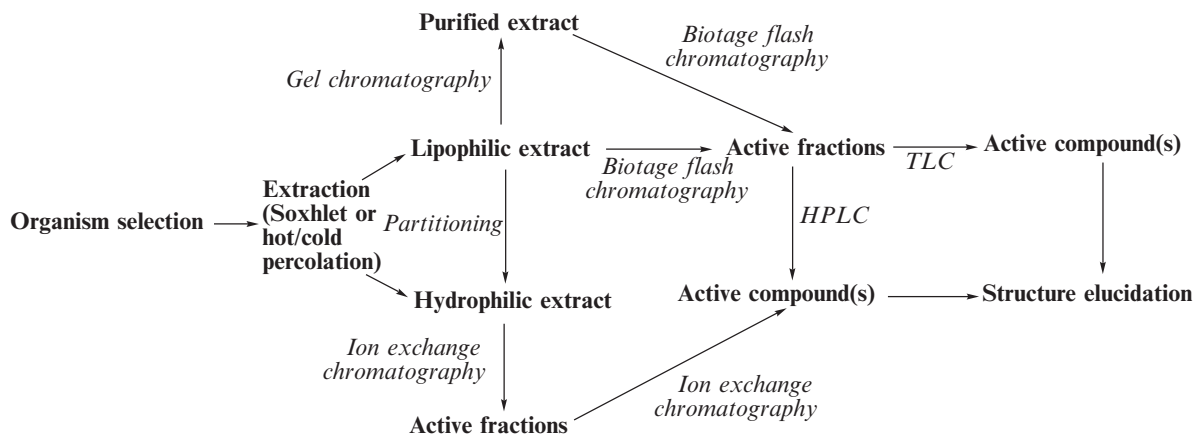 Purified extract
Biotage flash
chromatography
Gel chromatography
Lipophilic extract
Biotage flash
chromatography
Active fractions
TLC
Active compound(s)
Organism selection
Extraction
(Soxhlet or
hot/cold
percolation)
Partitioning
HPLC
Hydrophilic extract
Active compound(s)
Structure elucidation
Ion exchange
chromatography
Ion exchange
chromatography
Active fractions